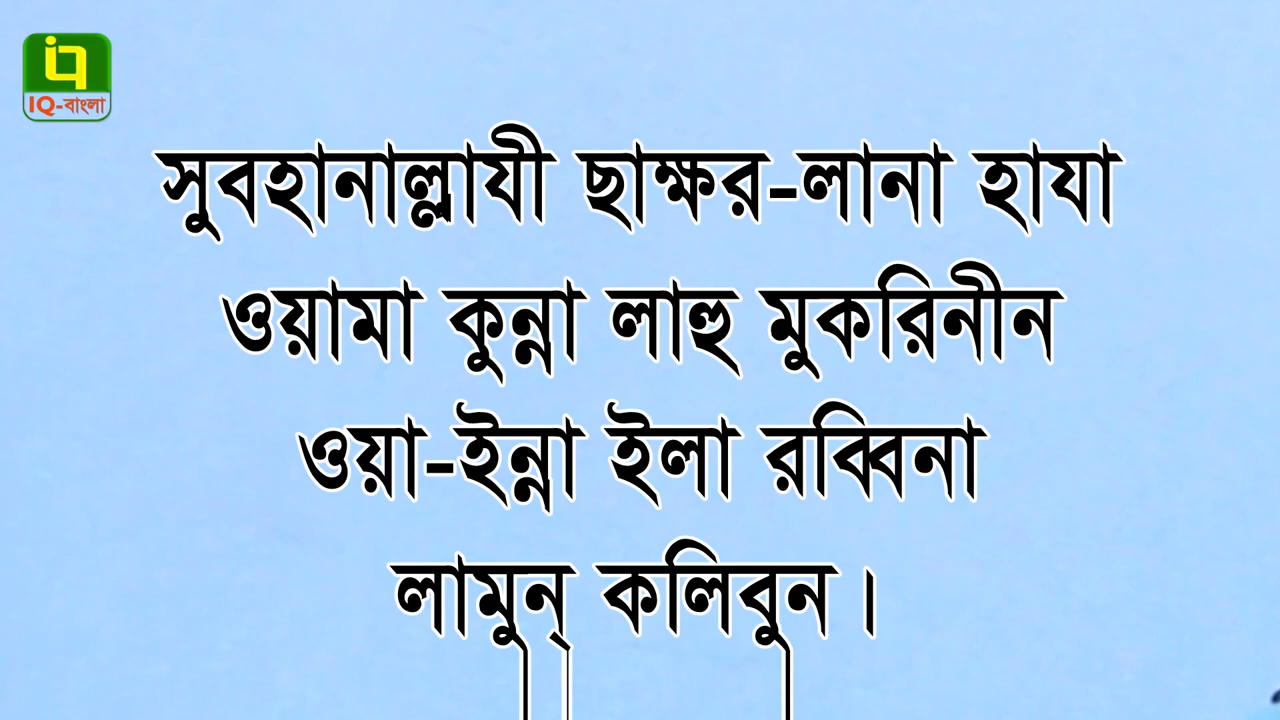 IQ-বাংলা
সুবহানাল্লাযী ছাক্ষর-লানা হাযা
ওয়ামা কুন্না লাহু মুকরিনীন
ওয়া-ইন্না ইলা রব্বিনা
লামুন্ কলিবুন।